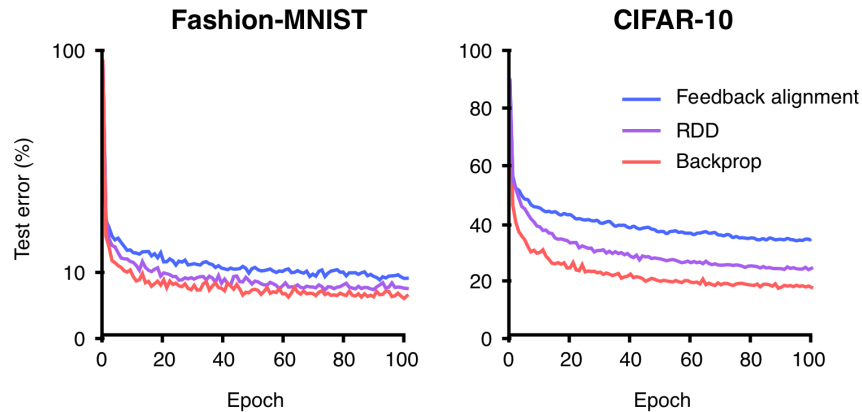 Fashion-MNIST
CIFAR-10
Test error (%)
100
10
0
0 20 40 60 80 100
Epoch
100
80
60
40
20
0
0 20 40 60 80 100
Epoch
Feedback alignment
RDD
Backprop